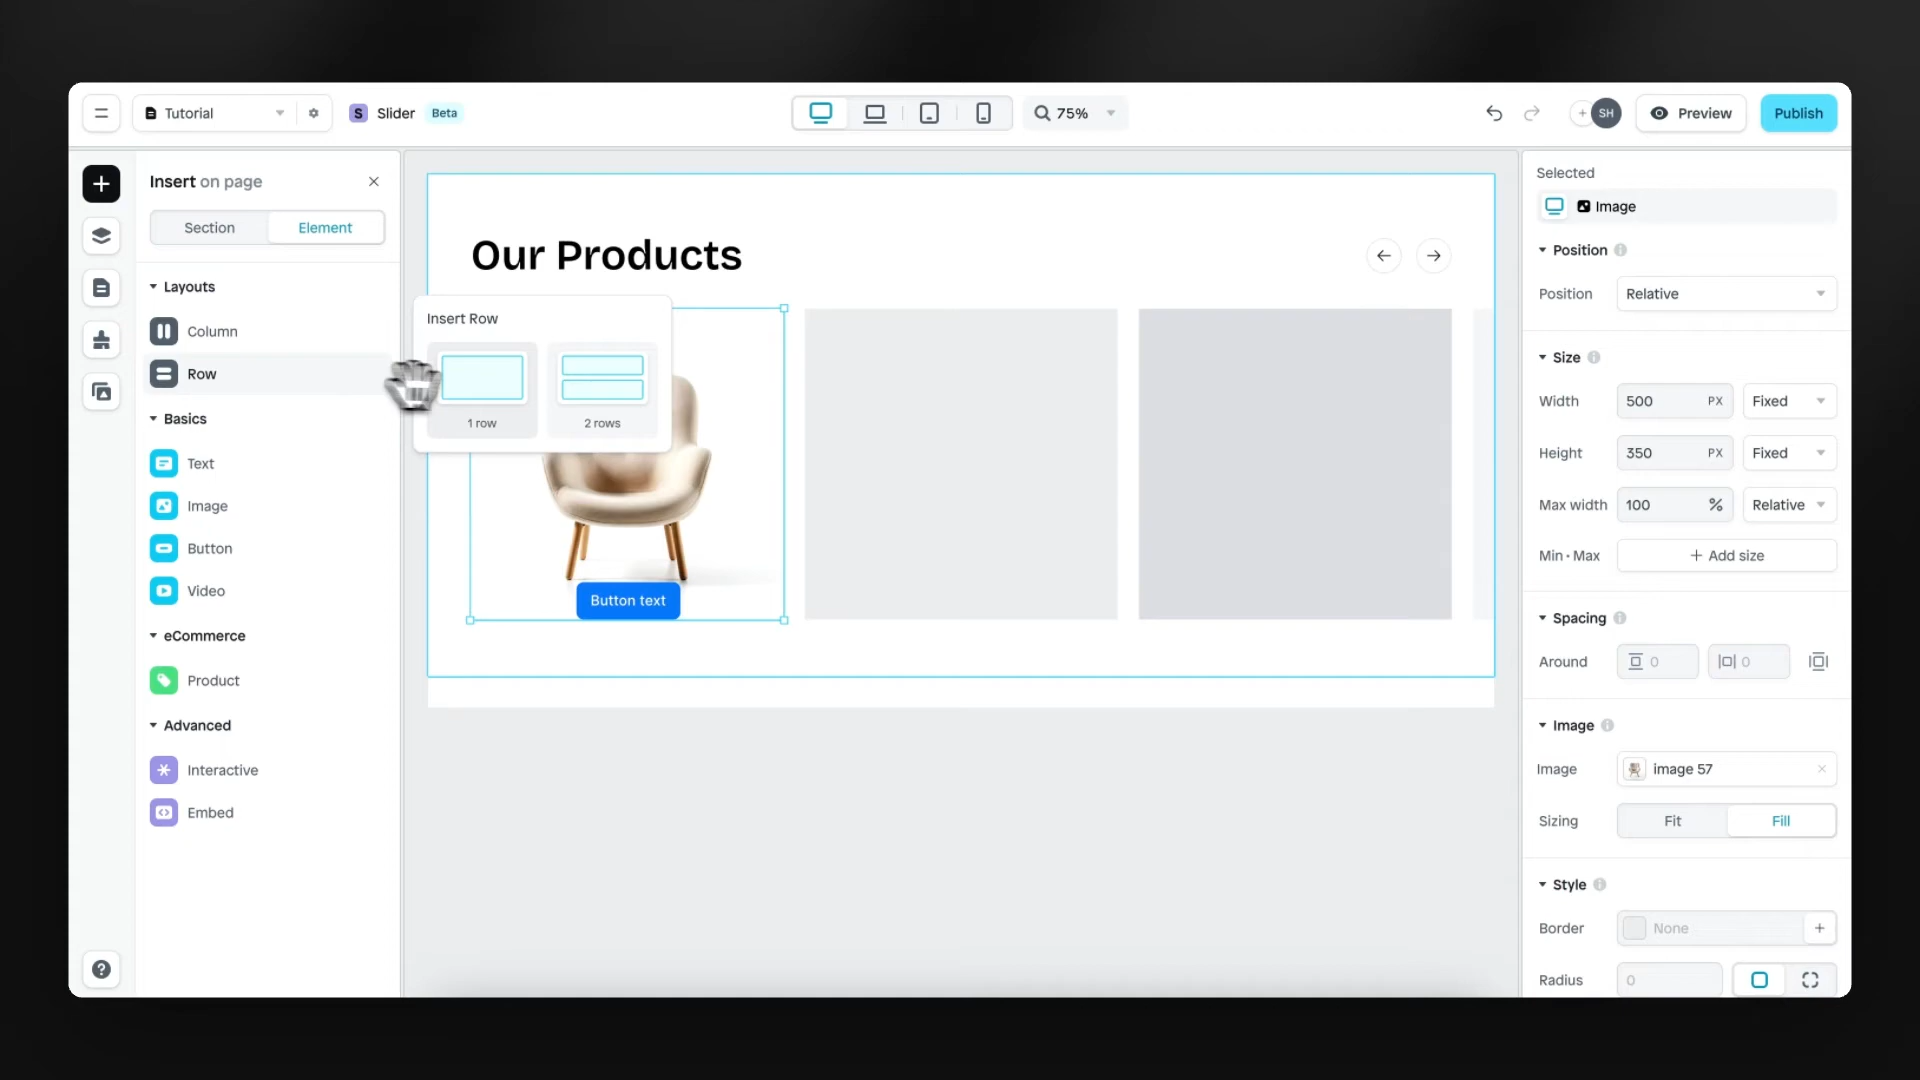 Tutorial
S Slider Beta
75%
SH
Preview
Publish
Insert on page
Section
Element
Layouts
Column
Row
Basics
Text
Image
Button
Video
eCommerce
Product
Advanced
Interactive
Embed
Our Products
Insert Row
1 row
2 rows
Button text
Selected
Image
Position
Position Relative
Size
Width 500 PX Fixed
Height 350 PX Fixed
Max width 100 % Relative
Min • Max + Add size
Spacing
Around 0 0
Image
Image image 57
Sizing Fit Fill
Style
Border None
Radius 0